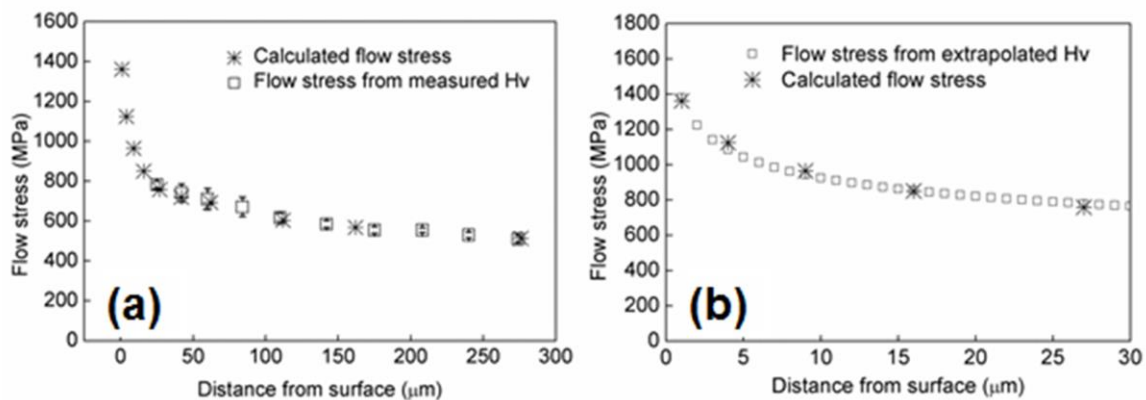 1600
1400
1200
1000
800
600
400
200
0
Flow stress (MPa)
Calculated flow stress
Flow stress from measured Hv
(a)
0 50 100 150 200 250 300
Distance from surface (μm)
1800
1600
1400
1200
1000
800
600
400
200
0
Flow stress (MPa)
Flow stress from extrapolated Hv
Calculated flow stress
(b)
0 5 10 15 20 25 30
Distance from surface (μm)